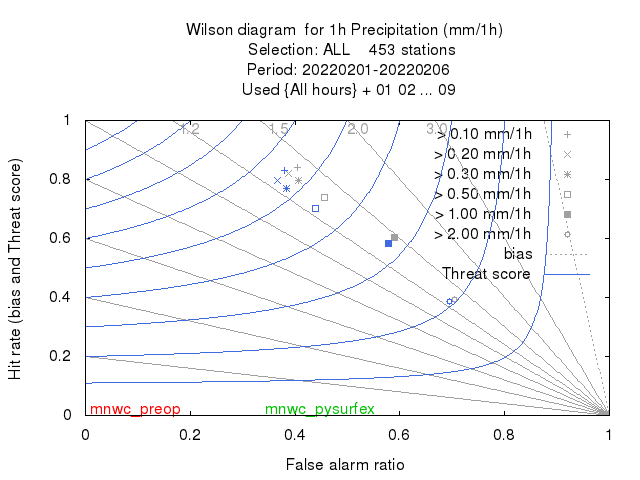 Wilson diagram  for 1h Precipitation (mm/1h)
Selection: ALL    453 stations
Period: 20220201-20220206
Used {All hours} + 01 02 ... 09
Hit rate (bias and Threat score)
1
0.8
0.6
0.4
0.2
0
1.2
1.5
2.0
3.0
> 0.10 mm/1h
> 0.20 mm/1h
> 0.30 mm/1h
> 0.50 mm/1h
> 1.00 mm/1h
> 2.00 mm/1h
bias
Threat score
mnwc_preop
mnwc_pysurfex
0 0.2 0.4 0.6 0.8 1
False alarm ratio